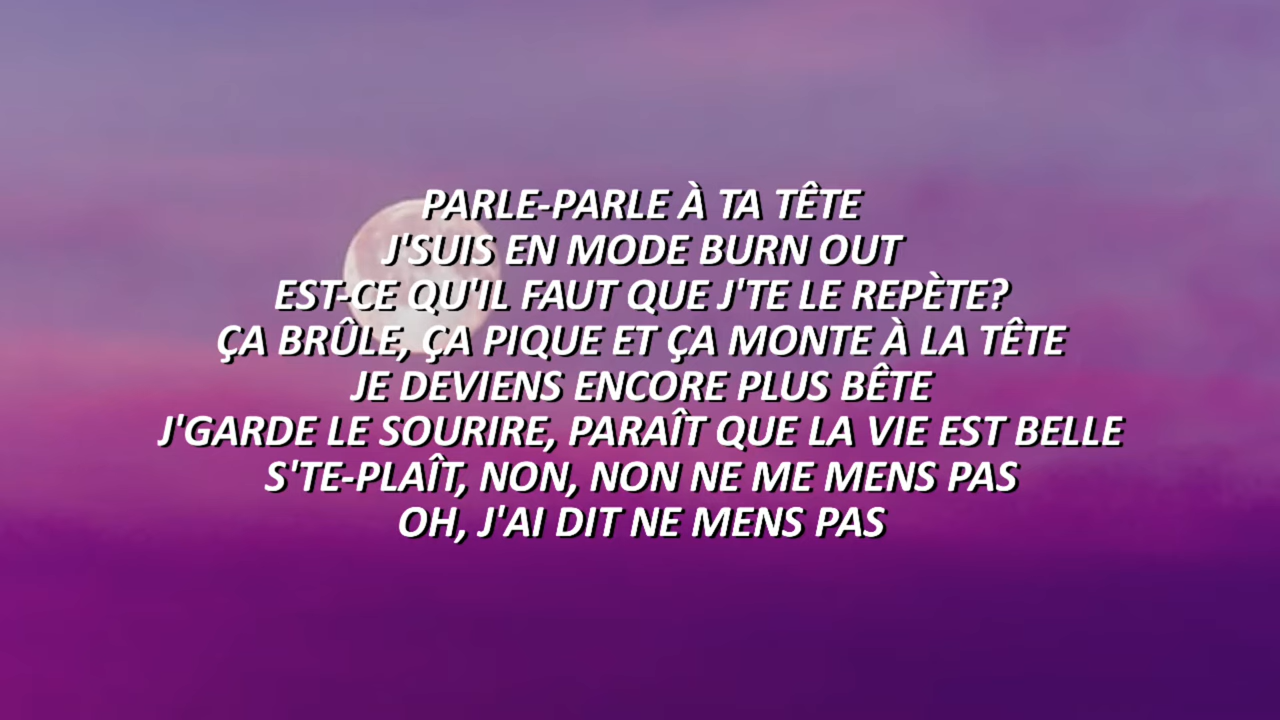 PARLE-PARLE À TA TÊTE
J'SUIS EN MODE BURN OUT
EST-CE QU'IL FAUT QUE J'TE LE REPÈTE?
ÇA BRÛLE, ÇA PIQUE ET ÇA MONTE À LA TÊTE
JE DEVIENS ENCORE PLUS BÊTE
J'GARDE LE SOURIRE, PARAÎT QUE LA VIE EST BELLE
S'TE-PLAÎT, NON, NON NE ME MENS PAS
OH, J'AI DIT NE MENS PAS